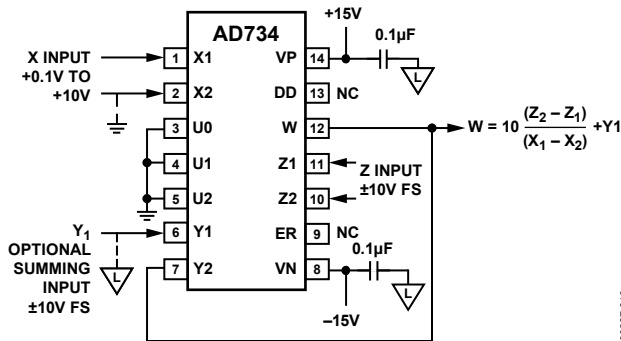 AD734
+15V
0.1µF
L
X INPUT
+0.1V TO
+10V
1 X1
2 X2
3 U0
4 U1
5 U2
6 Y1
7 Y2
VP 14
DD 13 NC
W 12
Z1 11
Z2 10
ER 9 NC
VN 8
W = 10 (Z2 – Z1) / (X1 – X2) +Y1
Z INPUT
±10V FS
Y1
OPTIONAL
SUMMING
INPUT
±10V FS
L
0.1µF
L
–15V